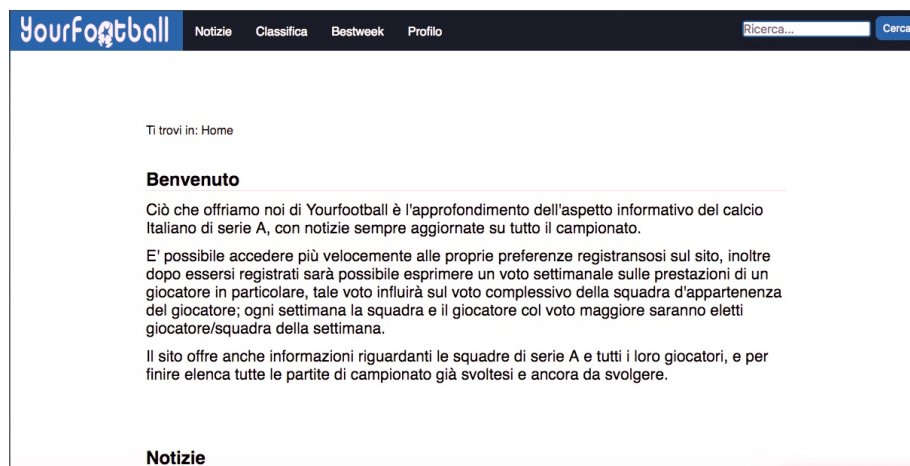 YourFootball
Notizie
Classifica
Bestweek
Profilo
Ricerca...
Cerca
Ti trovi in: Home
Benvenuto
Ciò che offriamo noi di Yourfootball è l'approfondimento dell'aspetto informativo del calcio
Italiano di serie A, con notizie sempre aggiornate su tutto il campionato.
E' possibile accedere più velocemente alle proprie preferenze registransosi sul sito, inoltre
dopo essersi registrati sarà possibile esprimere un voto settimanale sulle prestazioni di un
giocatore in particolare, tale voto influirà sul voto complessivo della squadra d'appartenenza
del giocatore; ogni settimana la squadra e il giocatore col voto maggiore saranno eletti
giocatore/squadra della settimana.
Il sito offre anche informazioni riguardanti le squadre di serie A e tutti i loro giocatori, e per
finire elenca tutte le partite di campionato già svoltesi e ancora da svolgere.
Notizie